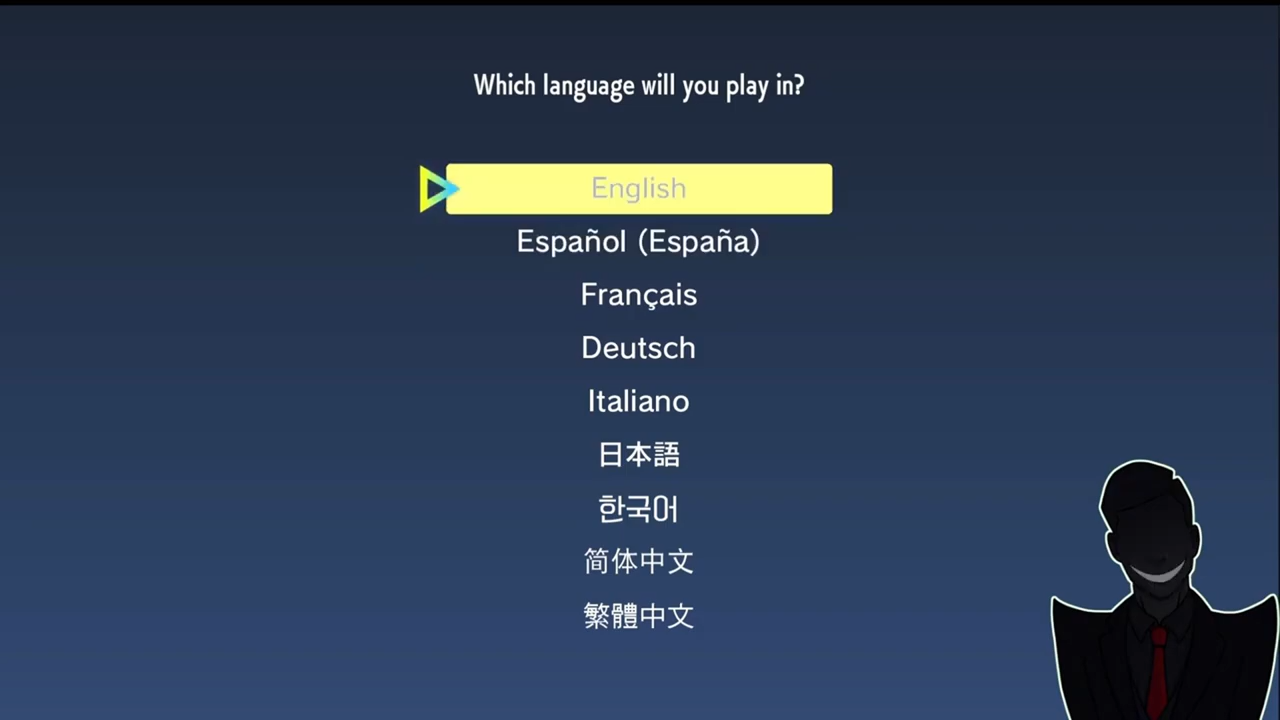 Which language will you play in?
English
Español (España)
Français
Deutsch
Italiano
日本語
한국어
简体中文
繁體中文